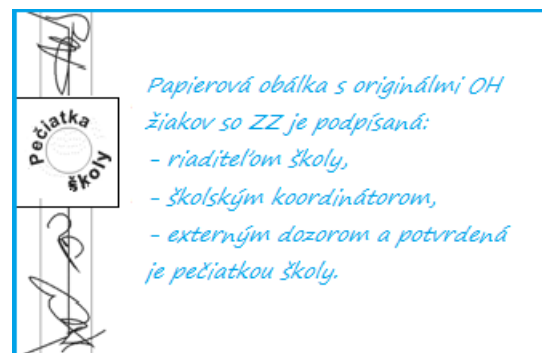 Pečiatka
školy
Papierová obálka s originálmi OH
žiakov so ZZ je podpísaná:
- riaditeľom školy,
- školským koordinátorom,
- externým dozorom a potvrdená
je pečiatkou školy.